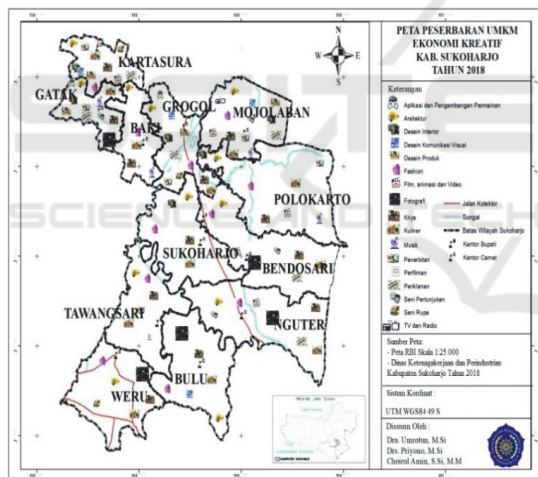 PETA PESERBARAN UMKM
EKONOMI KREATIF
KAB. SUKOHARJO
TAHUN 2018
Keterangan
Aplikasi dan Pengembangan Permainan
Arsitektur
Desain Interior
Desain Komunikasi Visual
Desain Produk
Fashion
Film, animasi dan Video
Fotografi
Kriya
Kuliner
Musik
Penerbitan
Perfilman
Periklanan
Seni Pertunjukan
Seni Rupa
TV dan Radio
Jalan Kolektor
Sungai
Batas Wilayah Sukoharjo
Kantor Bupati
Kantor Camat
Sumber Peta:
- Peta RBI Skala 1:25.000
- Dinas Ketenagakerjaan dan Perindustrian
Kabupaten Sukoharjo Tahun 2018
Sistem Kordinat :
UTM WGS84 49 S
Disusun Oleh :
Dra. Umrotun, M.Si
Drs. Priyono, M.Si
Choirul Amin, S.Si, M.M
N
W E
S
KARTASURA
GATAK
GROGOL
BAKI
MOJOLABAN
POLOKARTO
SUKOHARJO
BENDOSARI
TAWANGSARI
NGUTER
BULU
WERU